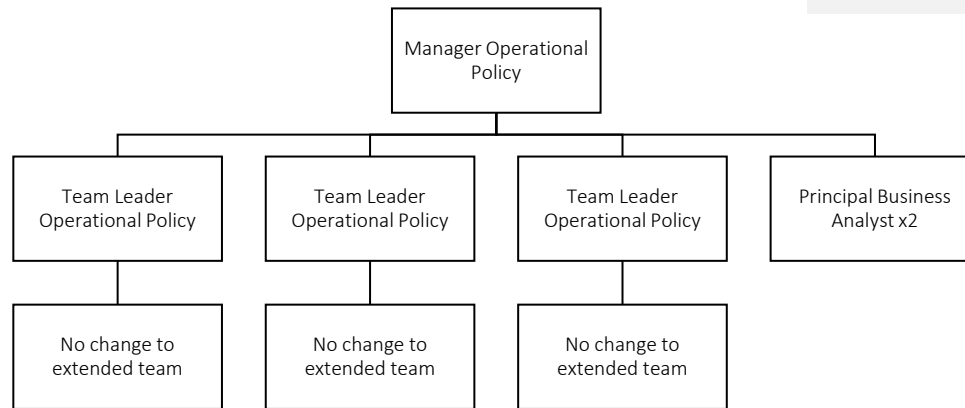 Manager Operational
Policy
Team Leader
Operational Policy
Team Leader
Operational Policy
Team Leader
Operational Policy
Principal Business
Analyst x2
No change to
extended team
No change to
extended team
No change to
extended team